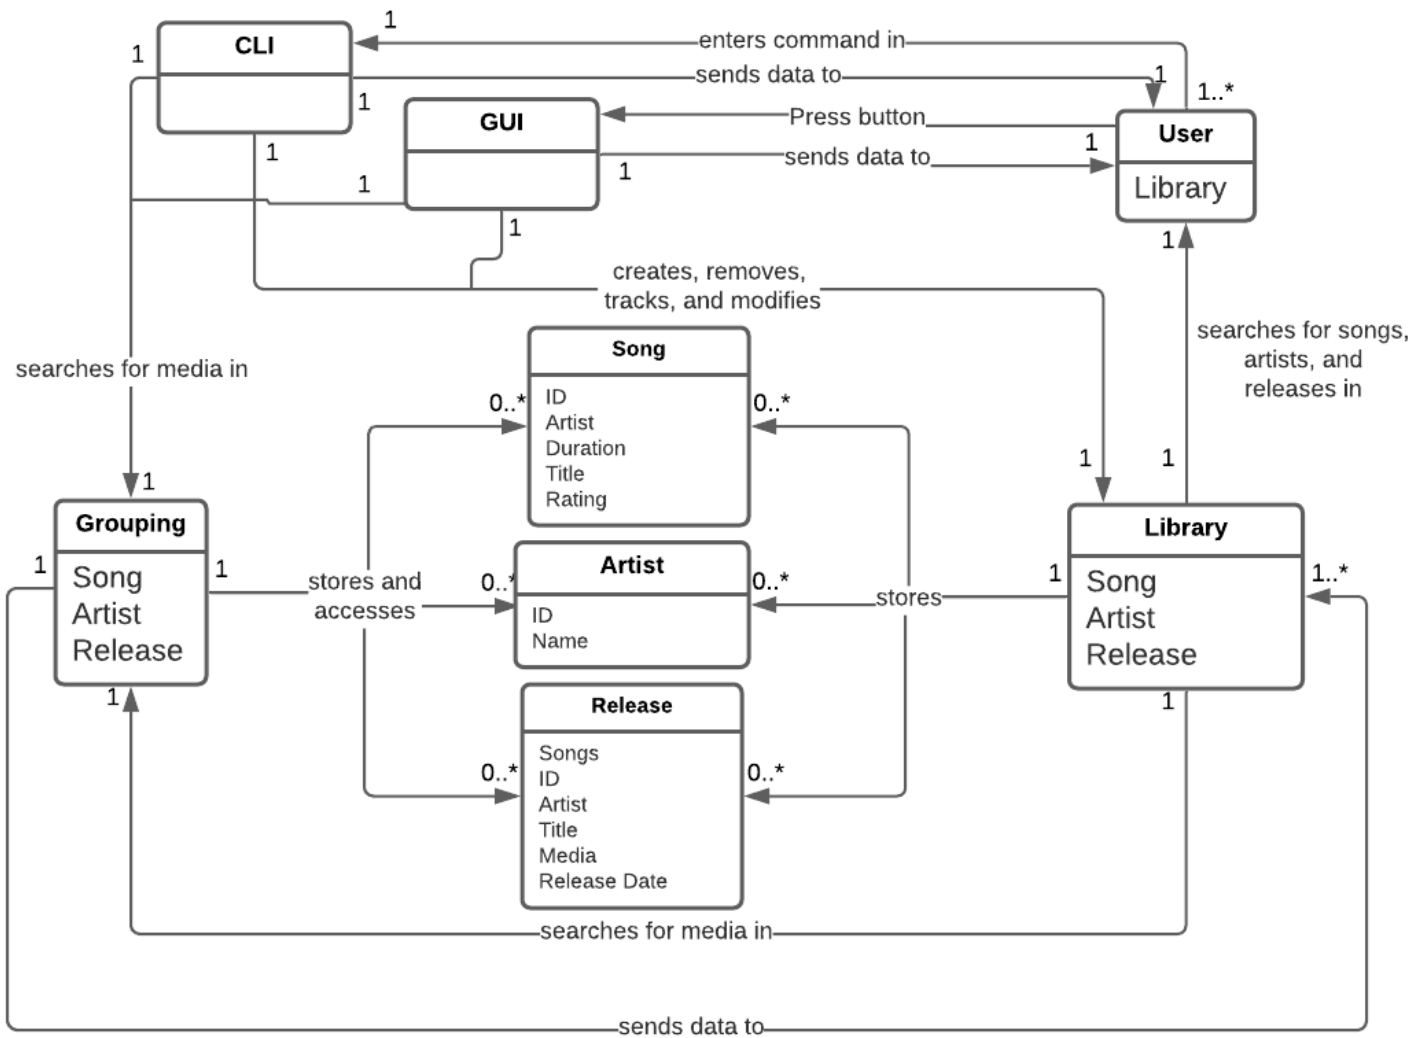 1
enters command in
CLI
1
sends data to
1
1
1..*
Press button
GUI
User
1
1
sends data to
1
1
Library
1
1
creates, removes,
tracks, and modifies
searches for songs,
artists, and
releases in
Song
searches for media in
ID
Artist
Duration
Title
Rating
0..*
0..*
1
1
1
Grouping
Song
Artist
Release
1
1
stores and
accesses
0..*
Artist
ID
Name
0..*
stores
1
Library
Song
Artist
Release
1..*
1
1
Release
Songs
ID
Artist
Title
Media
Release Date
0..*
0..*
searches for media in
sends data to